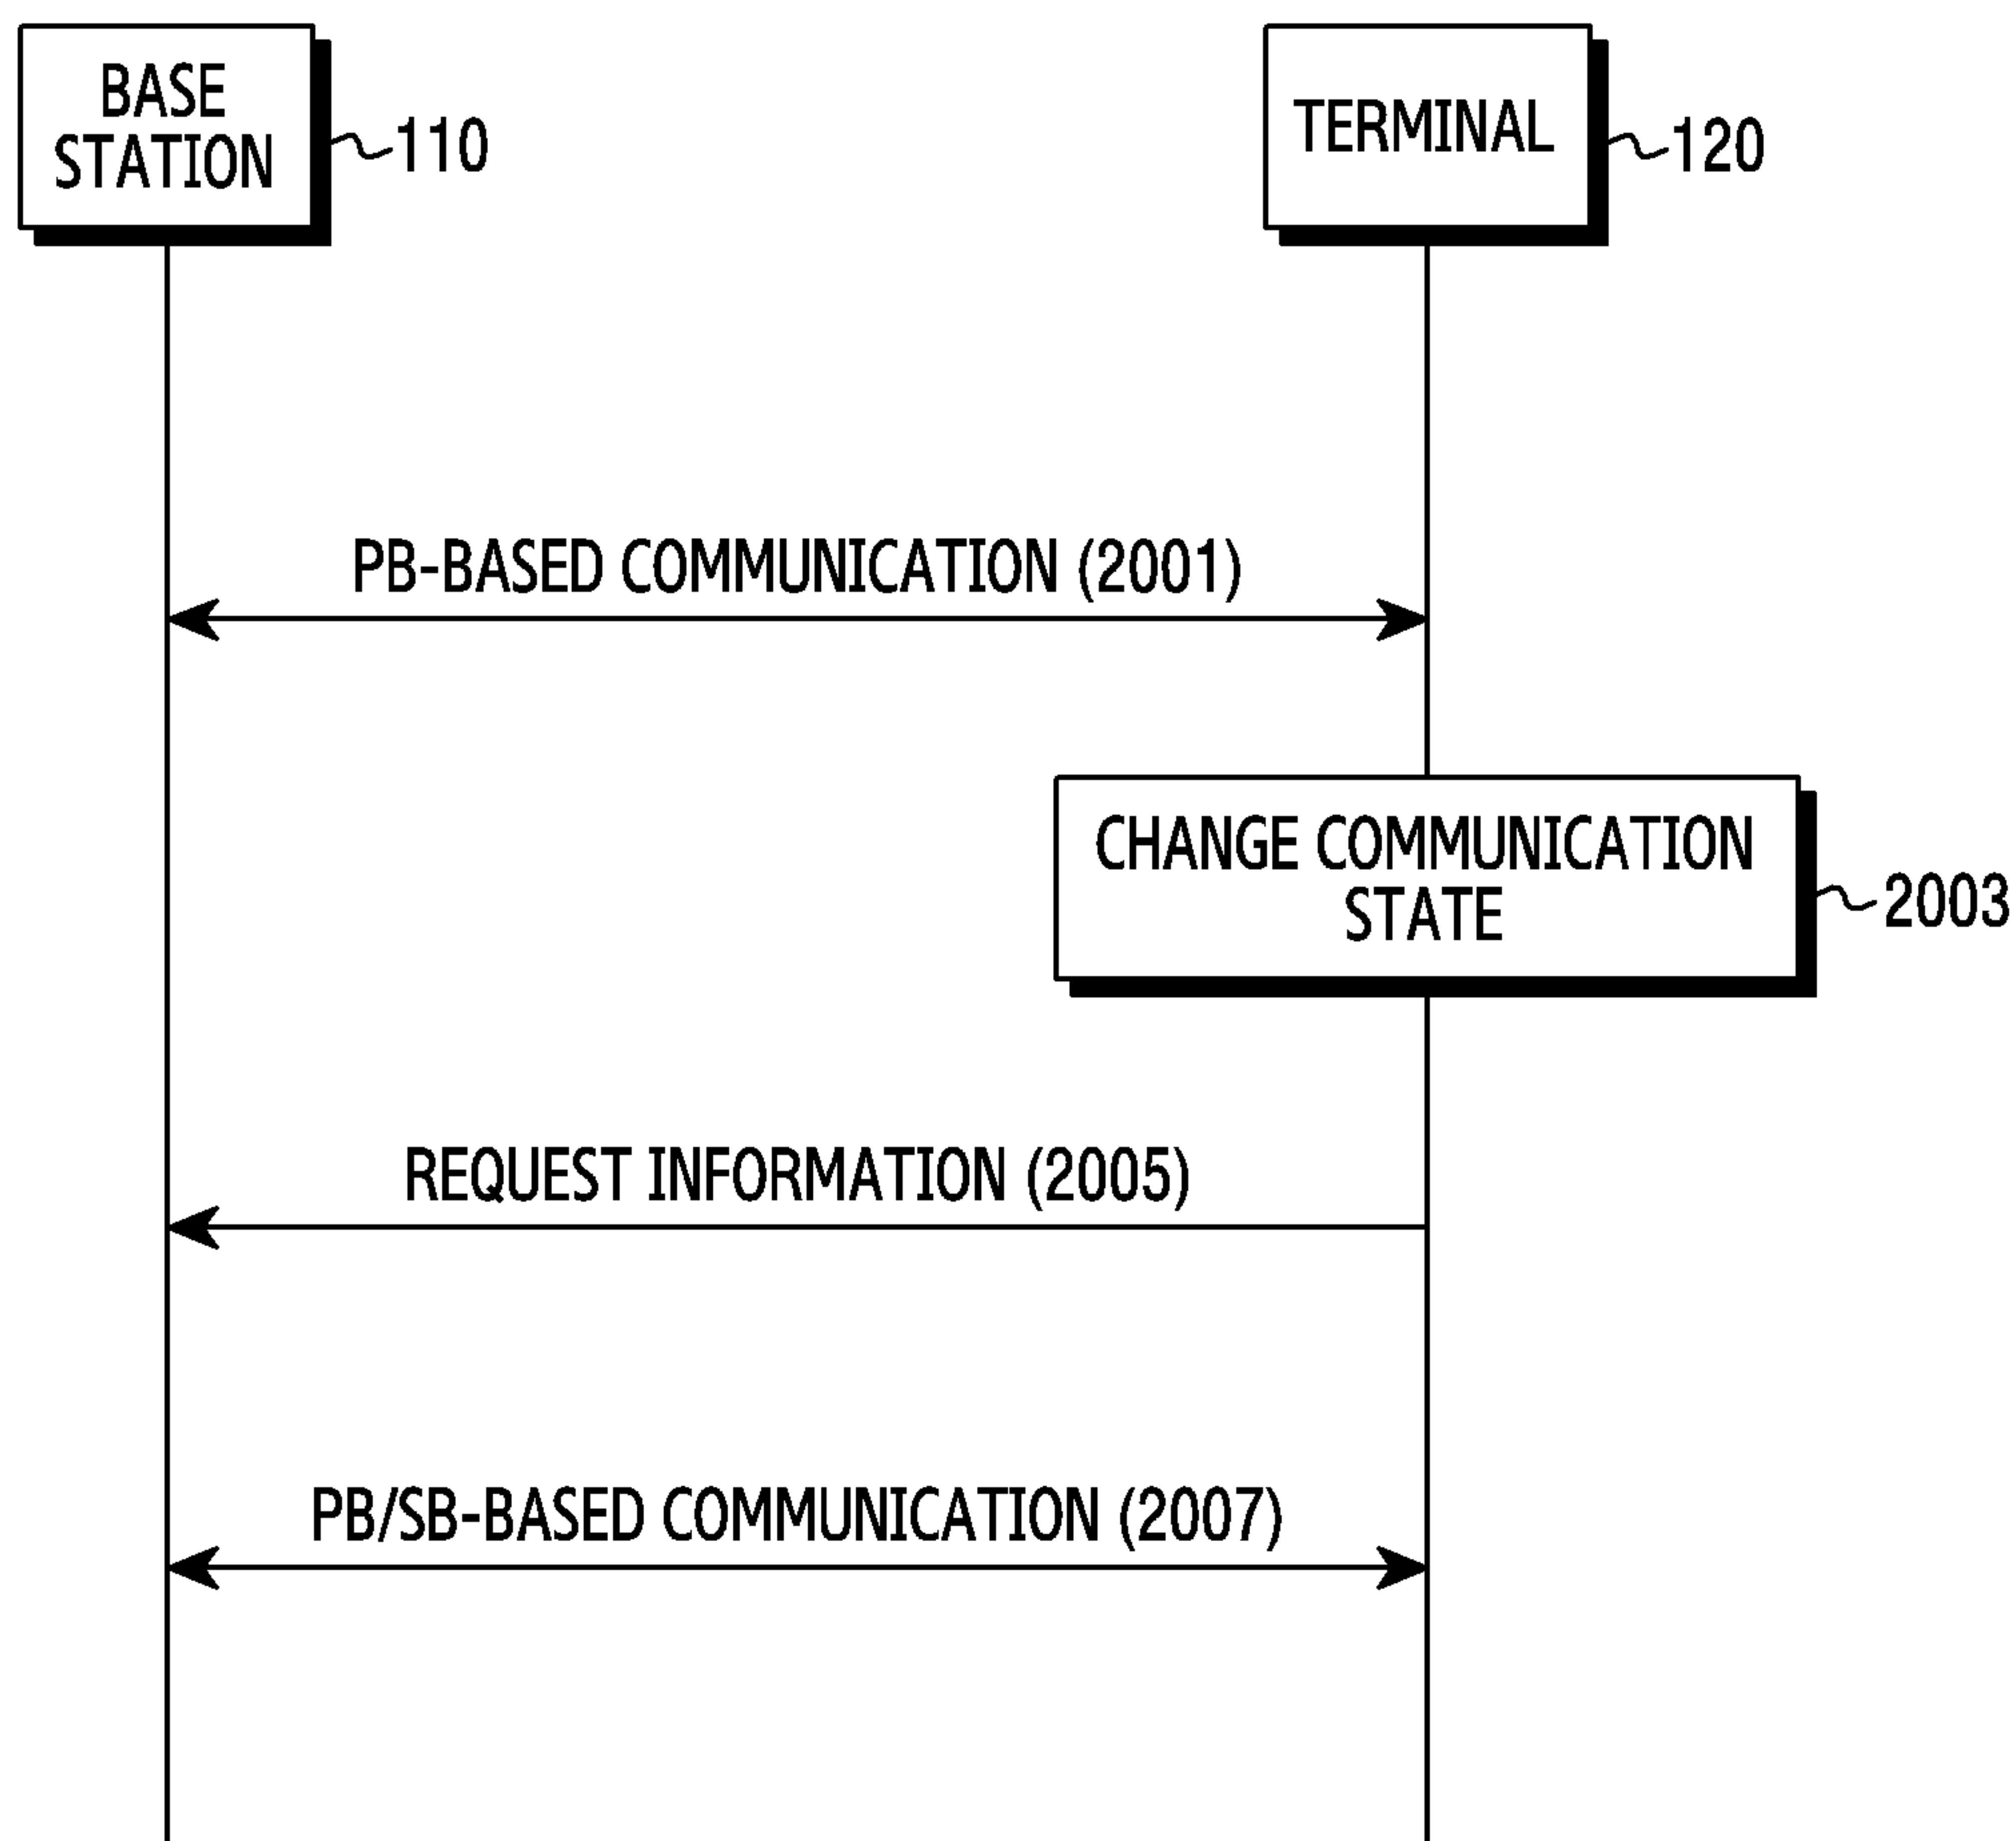 BASE
STATION
110
TERMINAL
120
PB-BASED COMMUNICATION (2001)
CHANGE COMMUNICATION
STATE
2003
REQUEST INFORMATION (2005)
PB/SB-BASED COMMUNICATION (2007)